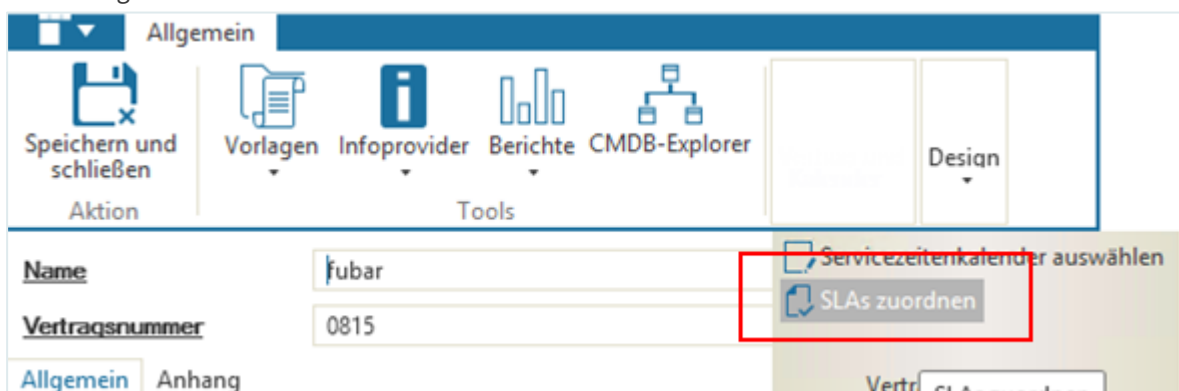 Allgemein
Speichern und
schließen
Vorlagen
Infoprovider
Berichte
CMDB-Explorer
Design
Aktion
Tools
Name
fubar
Servicezeitenkalender auswählen
SLAs zuordnen
Vertragsnummer
0815
Allgemein Anhang